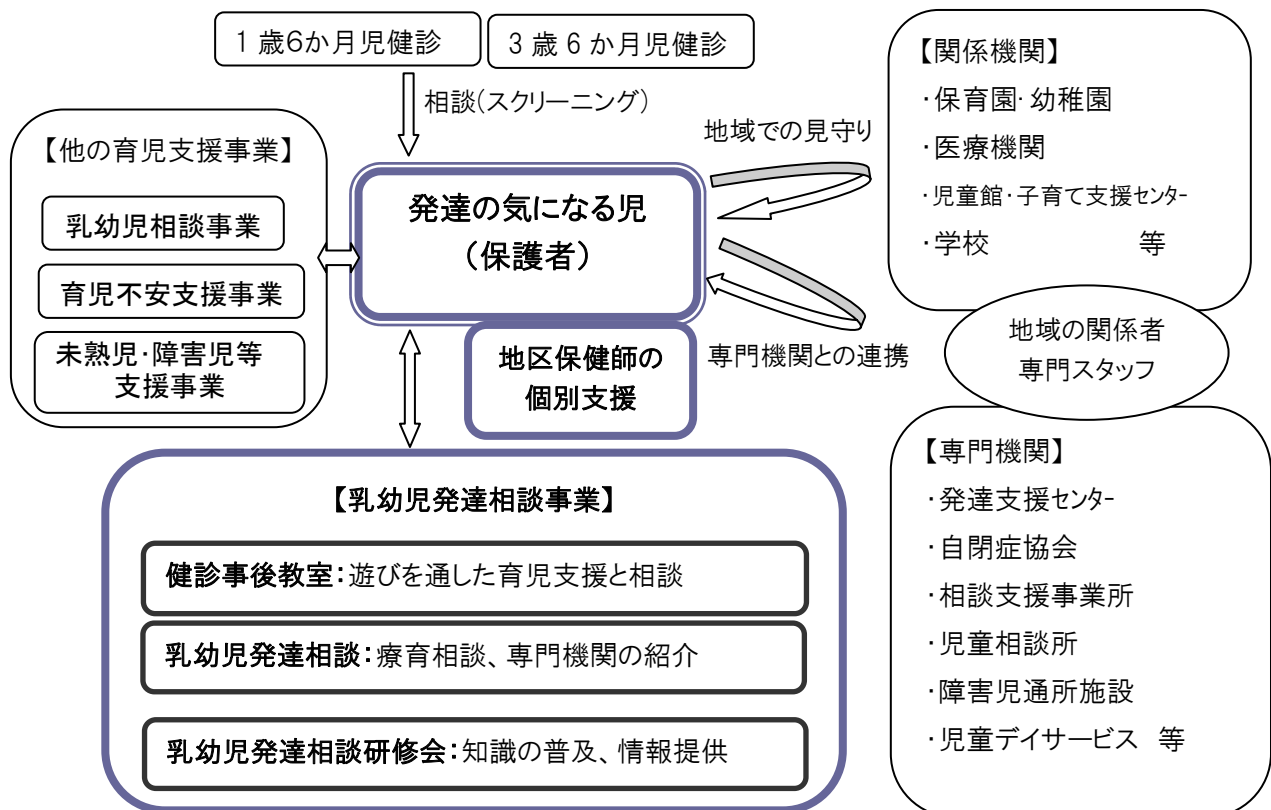 1歳6か月児健診
3歳6か月児健診
相談(スクリーニング)
【他の育児支援事業】
乳幼児相談事業
育児不安支援事業
未熟児・障害児等
支援事業
発達の気になる児
(保護者)
地区保健師の
個別支援
地域での見守り
専門機関との連携
【関係機関】
・保育園・幼稚園
・医療機関
・児童館・子育て支援センター
・学校 等
地域の関係者
専門スタッフ
【専門機関】
・発達支援センター
・自閉症協会
・相談支援事業所
・児童相談所
・障害児通所施設
・児童デイサービス 等
【乳幼児発達相談事業】
健診事後教室:遊びを通した育児支援と相談
乳幼児発達相談:療育相談、専門機関の紹介
乳幼児発達相談研修会:知識の普及、情報提供